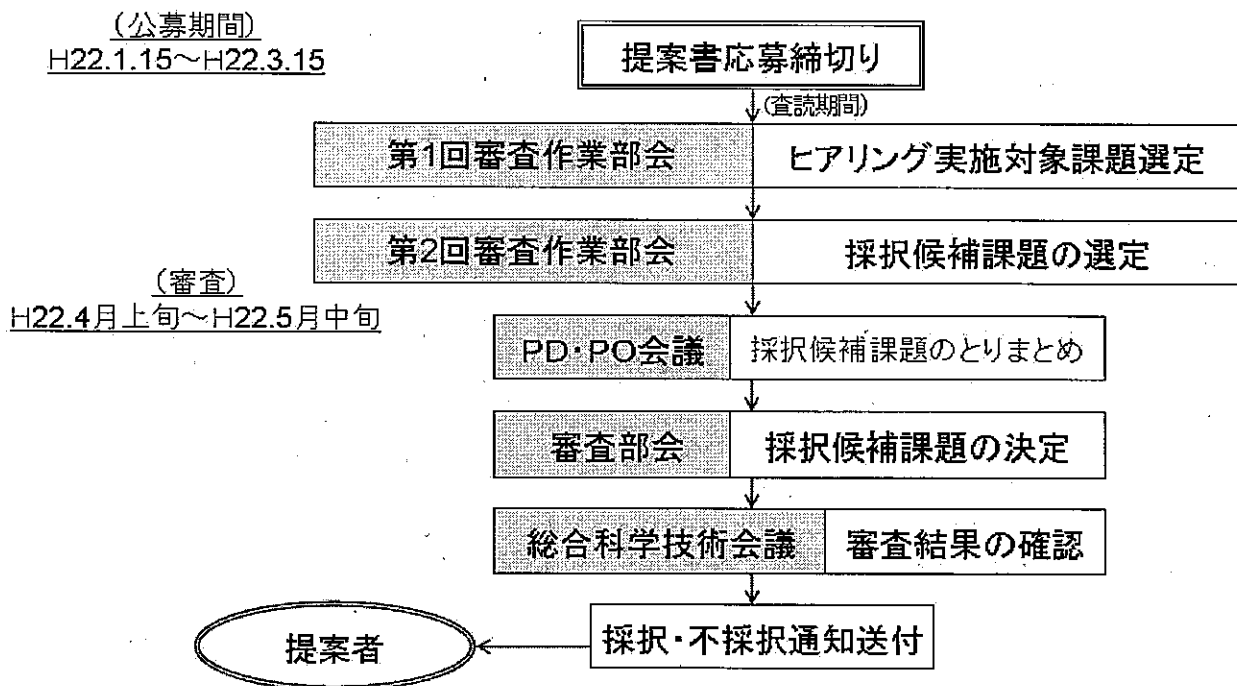 (公募期間)
H22.1.15～H22.3.15
提案書応募締切り
(査読期間)
第1回審査作業部会 ヒアリング実施対象課題選定
第2回審査作業部会 採択候補課題の選定
(審査)
H22.4月上旬～H22.5月中旬
PD・PO会議 採択候補課題のとりまとめ
審査部会 採択候補課題の決定
総合科学技術会議 審査結果の確認
提案者 採択・不採択通知送付